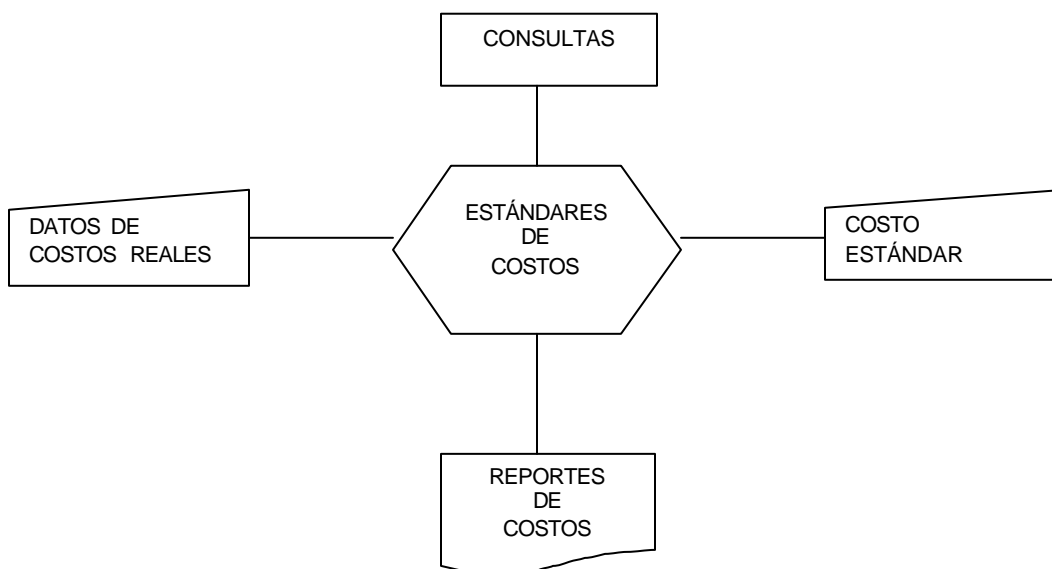 CONSULTAS
DATOS DE
COSTOS REALES
ESTÁNDARES
DE
COSTOS
COSTO
ESTÁNDAR
REPORTES
DE
COSTOS